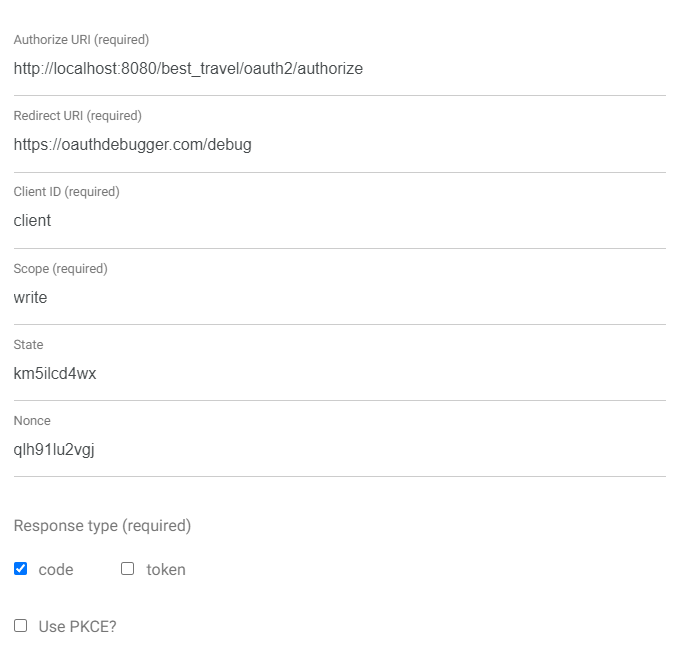 Authorize URI (required)
http://localhost:8080/best_travel/oauth2/authorize
Redirect URI (required)
https://oauthdebugger.com/debug
Client ID (required)
client
Scope (required)
write
State
km5ilcd4wx
Nonce
qlh91lu2vgj
Response type (required)
code token
Use PKCE?